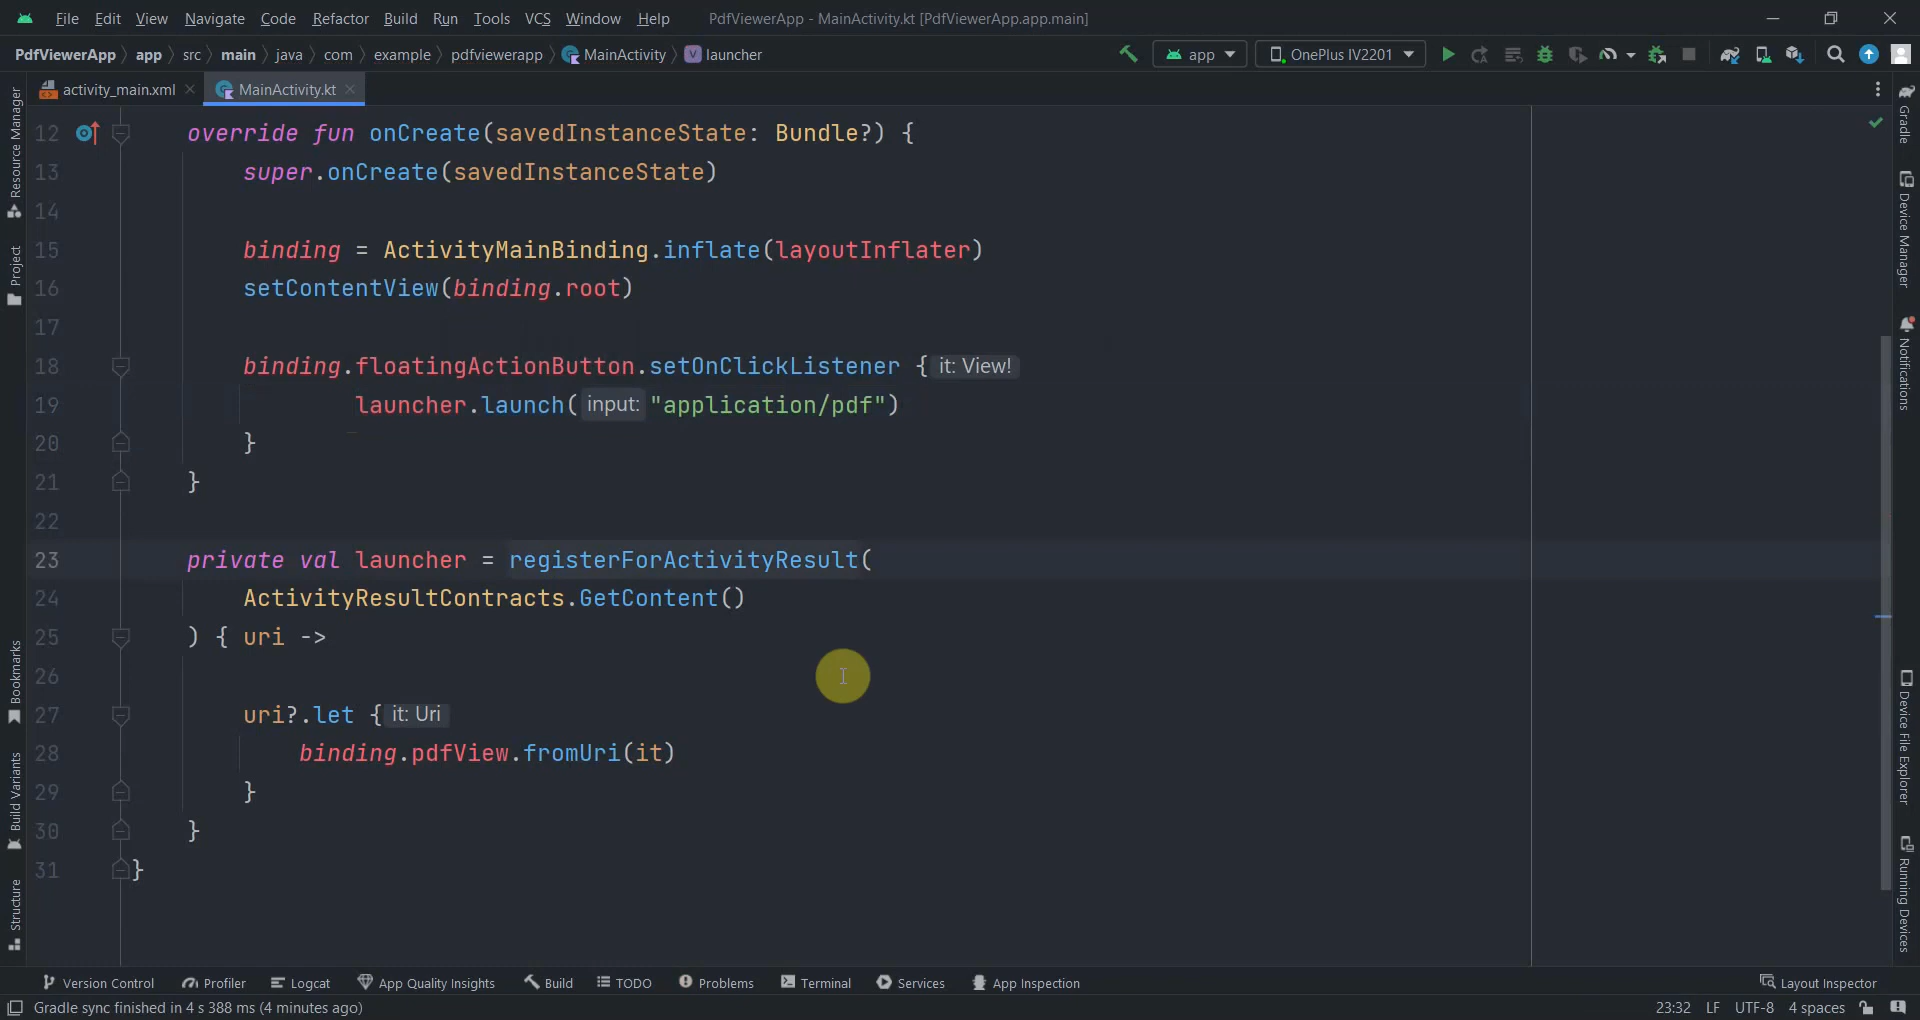 File Edit View Navigate Code Refactor Build Run Tools VCS Window Help PdfViewerApp - MainActivity.kt [PdfViewerApp.app.main]
PdfViewerApp app src main java com example pdfviewerapp MainActivity launcher app OnePlus IV2201
activity_main.xml MainActivity.kt
12 override fun onCreate(savedInstanceState: Bundle?) {
13 super.onCreate(savedInstanceState)
14
15 binding = ActivityMainBinding.inflate(layoutInflater)
16 setContentView(binding.root)
17
18 binding.floatingActionButton.setOnClickListener { it: View!
19 launcher.launch( input: "application/pdf")
20 }
21 }
22
23 private val launcher = registerForActivityResult(
24 ActivityResultContracts.GetContent()
25 ) { uri ->
26
27 uri?.let { it: Uri
28 binding.pdfView.fromUri(it)
29 }
30 }
31 }
Resource Manager
Project
Bookmarks
Build Variants
Structure
Gradle
Device Manager
Notifications
Device File Explorer
Running Devices
Version Control Profiler Logcat App Quality Insights Build TODO Problems Terminal Services App Inspection Layout Inspector
Gradle sync finished in 4 s 388 ms (4 minutes ago) 23:32 LF UTF-8 4 spaces